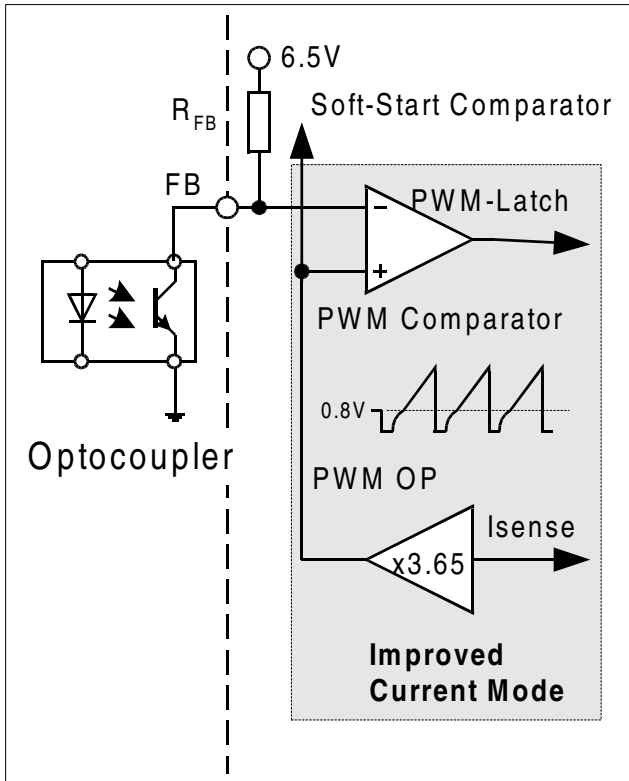 6.5V
Soft-Start Comparator
RFB
FB
PWM-Latch
−
+
PWM Comparator
0.8V
Optocoupler
PWM OP
Isense
x3.65
Improved
Current Mode